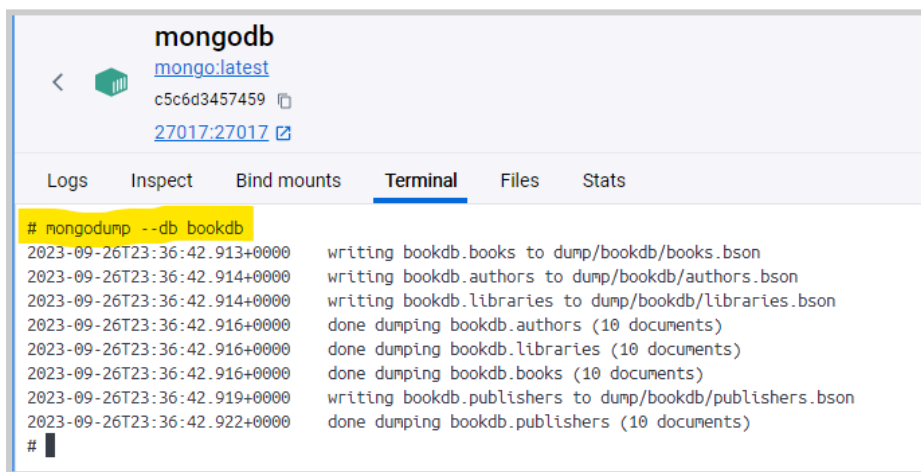 mongodb
mongo:latest
c5c6d3457459
27017:27017
Logs Inspect Bind mounts Terminal Files Stats
# mongodump --db bookdb
2023-09-26T23:36:42.913+0000 writing bookdb.books to dump/bookdb/books.bson
2023-09-26T23:36:42.914+0000 writing bookdb.authors to dump/bookdb/authors.bson
2023-09-26T23:36:42.914+0000 writing bookdb.libraries to dump/bookdb/libraries.bson
2023-09-26T23:36:42.916+0000 done dumping bookdb.authors (10 documents)
2023-09-26T23:36:42.916+0000 done dumping bookdb.libraries (10 documents)
2023-09-26T23:36:42.916+0000 done dumping bookdb.books (10 documents)
2023-09-26T23:36:42.919+0000 writing bookdb.publishers to dump/bookdb/publishers.bson
2023-09-26T23:36:42.922+0000 done dumping bookdb.publishers (10 documents)
#